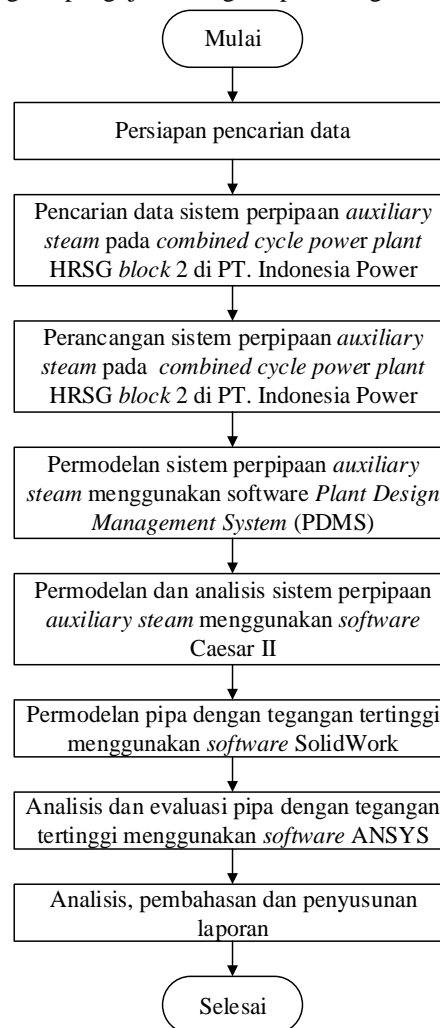 Mulai
Persiapan pencarian data
Pencarian data sistem perpipaan auxiliary
steam pada combined cycle power plant
HRSG block 2 di PT. Indonesia Power
Perancangan sistem perpipaan auxiliary
steam pada combined cycle power plant
HRSG block 2 di PT. Indonesia Power
Permodelan sistem perpipaan auxiliary
steam menggunakan software Plant Design
Management System (PDMS)
Permodelan dan analisis sistem perpipaan
auxiliary steam menggunakan software
Caesar II
Permodelan pipa dengan tegangan tertinggi
menggunakan software SolidWork
Analisis dan evaluasi pipa dengan tegangan
tertinggi menggunakan software ANSYS
Analisis, pembahasan dan penyusunan
laporan
Selesai